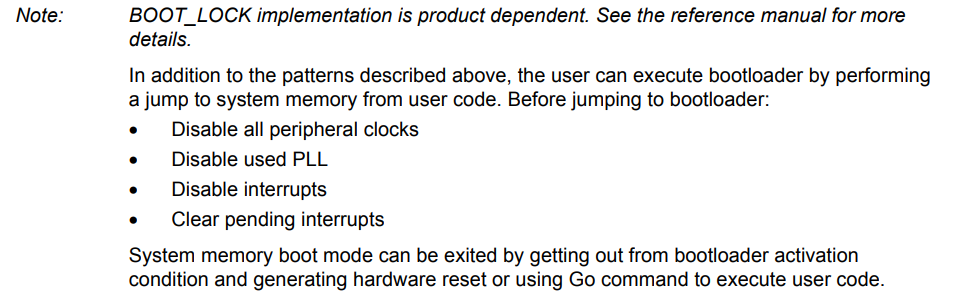 Note: BOOT_LOCK implementation is product dependent. See the reference manual for more
details.
In addition to the patterns described above, the user can execute bootloader by performing
a jump to system memory from user code. Before jumping to bootloader:
• Disable all peripheral clocks
• Disable used PLL
• Disable interrupts
• Clear pending interrupts
System memory boot mode can be exited by getting out from bootloader activation
condition and generating hardware reset or using Go command to execute user code.